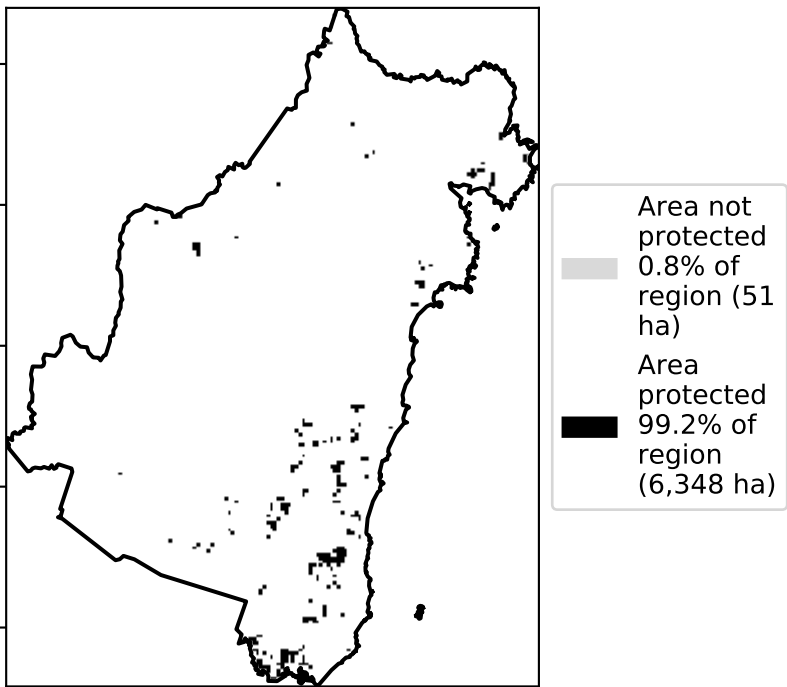 Area not
protected
0.8% of
region (51
ha)
Area
protected
99.2% of
region
(6,348 ha)